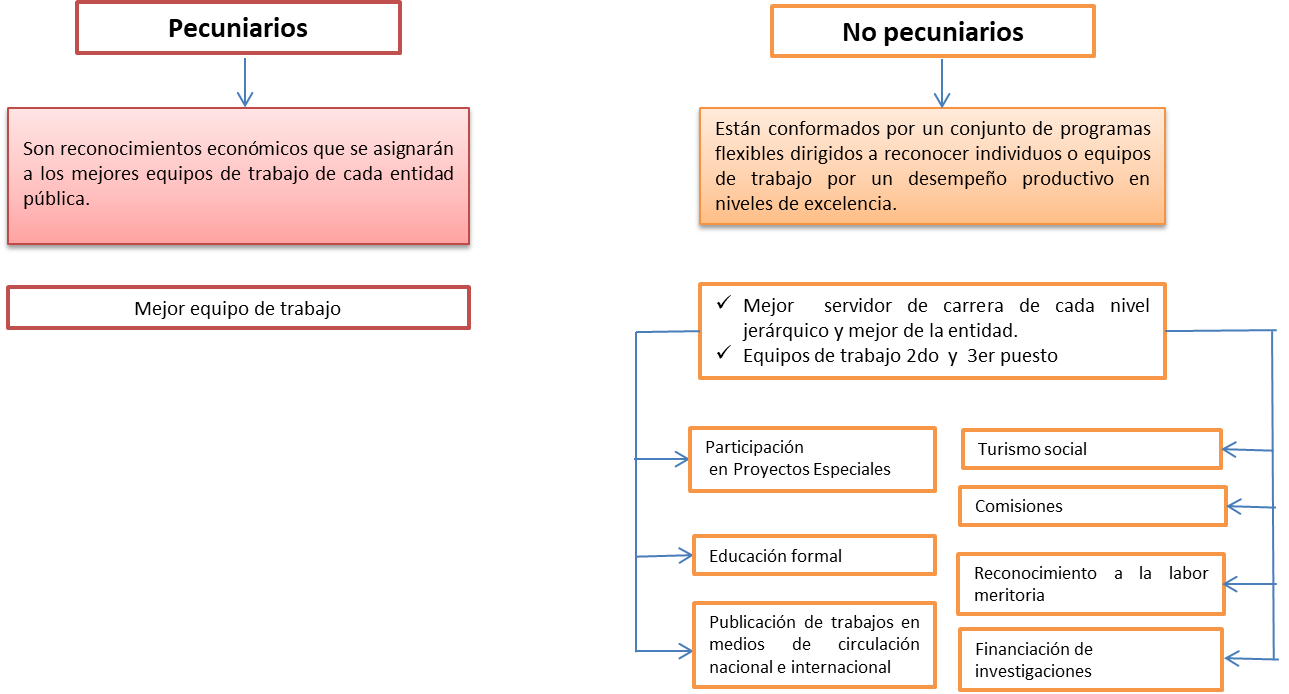 Pecuniarios
Son reconocimientos económicos que se asignarán
a los mejores equipos de trabajo de cada entidad
pública.
Mejor equipo de trabajo
No pecuniarios
Están conformados por un conjunto de programas
flexibles dirigidos a reconocer individuos o equipos
de trabajo por un desempeño productivo en
niveles de excelencia.
✓ Mejor servidor de carrera de cada nivel
jerárquico y mejor de la entidad.
✓ Equipos de trabajo 2do y 3er puesto
Participación
en Proyectos Especiales
Educación formal
Publicación de trabajos en
medios de circulación
nacional e internacional
Turismo social
Comisiones
Reconocimiento a la labor
meritoria
Financiación de
investigaciones